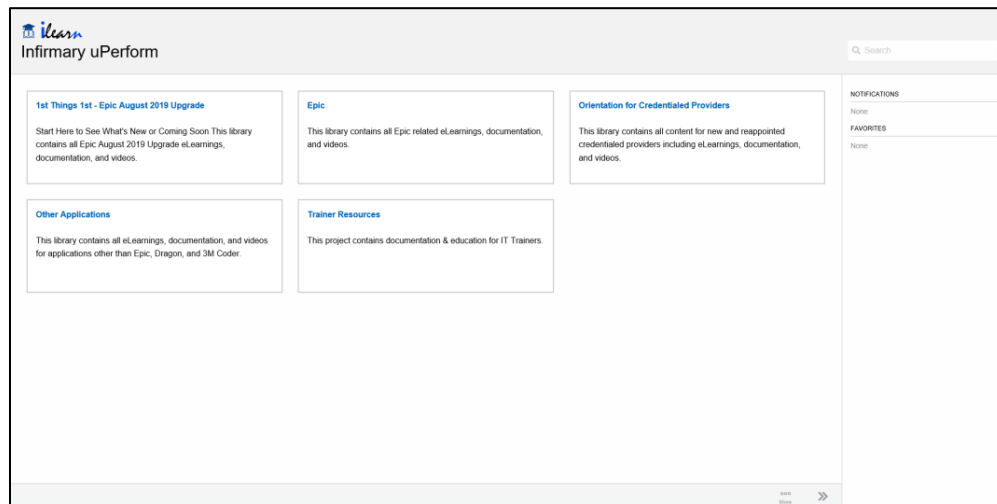 ilearn
Infirmary uPerform
Search
1st Things 1st - Epic August 2019 Upgrade
Start Here to See What's New or Coming Soon This library
contains all Epic August 2019 Upgrade eLearnings,
documentation, and videos.
Epic
This library contains all Epic related eLearnings, documentation,
and videos.
Orientation for Credentialed Providers
This library contains all content for new and reappointed
credentialed providers including eLearnings, documentation,
and videos.
Other Applications
This library contains all eLearnings, documentation, and videos
for applications other than Epic, Dragon, and 3M Coder.
Trainer Resources
This project contains documentation & education for IT Trainers.
NOTIFICATIONS
None
FAVORITES
None
More